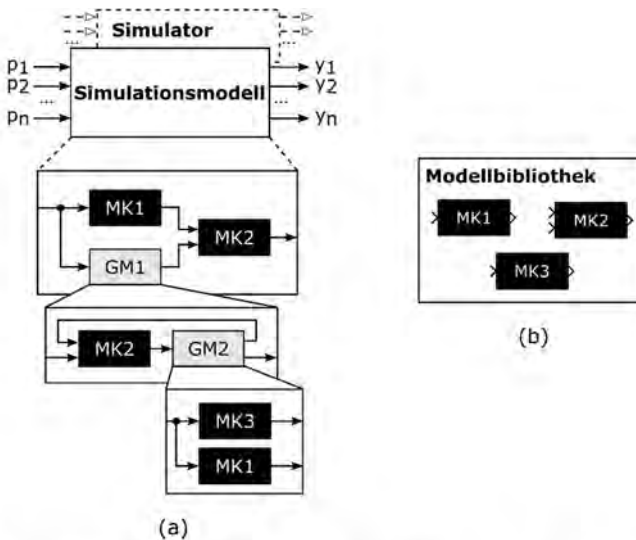 Simulator
...
...
p1
y1
p2
Simulationsmodell
y2
...
...
pn
yn
MK1
MK2
GM1
MK2
GM2
MK3
MK1
(a)
Modellbibliothek
MK1
MK2
MK3
(b)